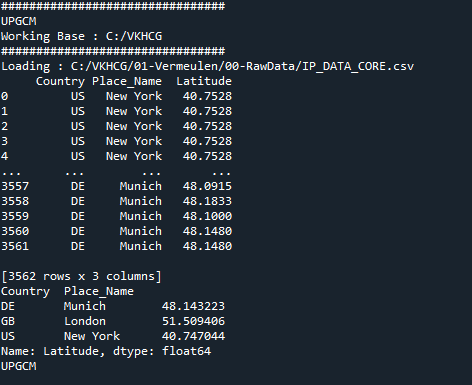 ################################
UPGCM
Working Base : C:/VKHCG
################################
Loading : C:/VKHCG/01-Vermeulen/00-RawData/IP_DATA_CORE.csv
     Country Place_Name  Latitude
0         US   New York   40.7528
1         US   New York   40.7528
2         US   New York   40.7528
3         US   New York   40.7528
4         US   New York   40.7528
...      ...        ...       ...
3557      DE     Munich   48.0915
3558      DE     Munich   48.1833
3559      DE     Munich   48.1000
3560      DE     Munich   48.1480
3561      DE     Munich   48.1480
[3562 rows x 3 columns]
Country  Place_Name
DE       Munich        48.143223
GB       London        51.509406
US       New York      40.747044
Name: Latitude, dtype: float64
UPGCM